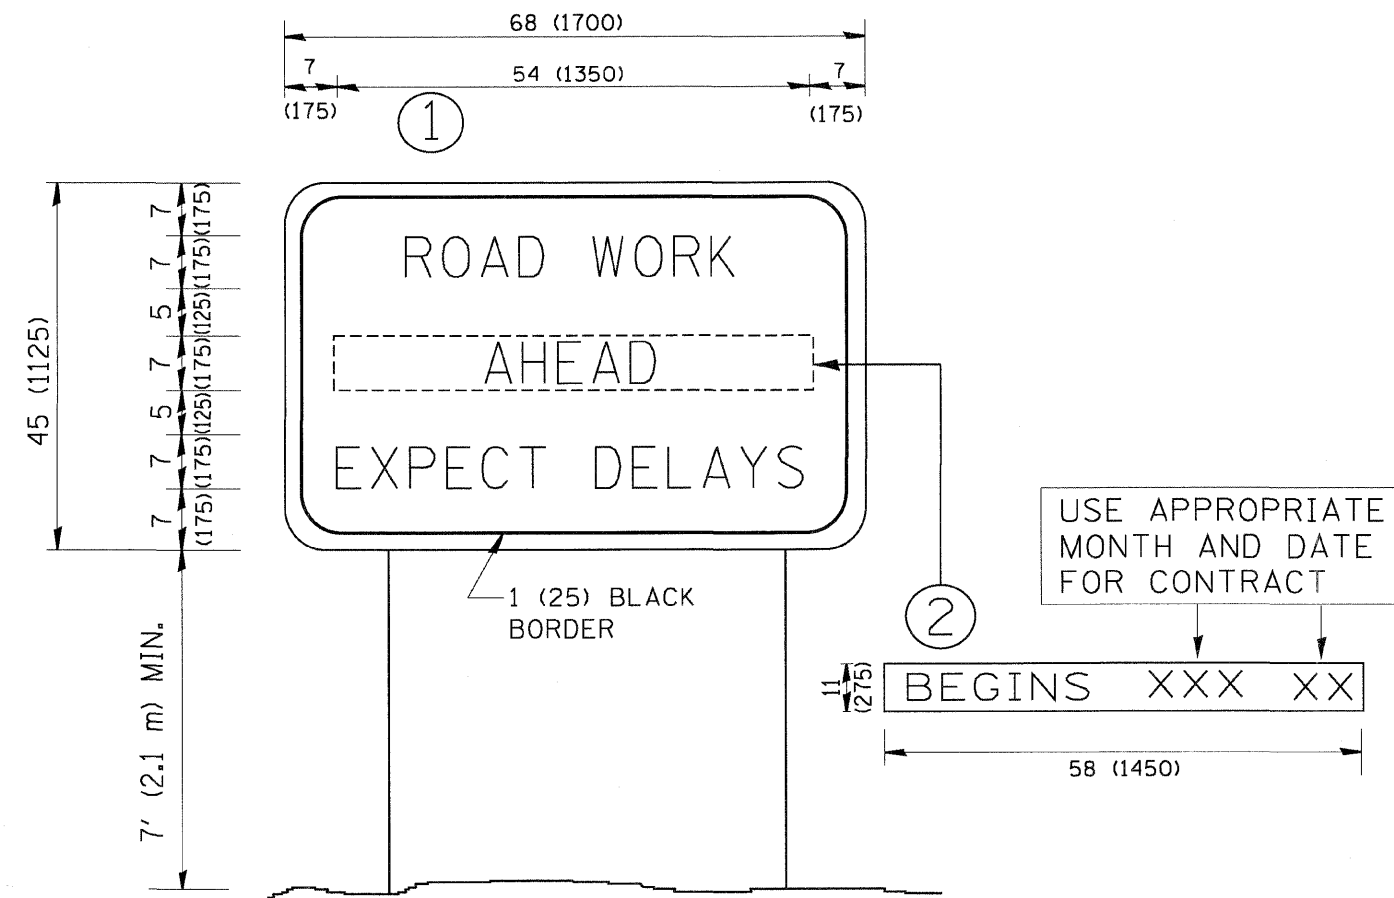 68 (1700)
7
54 (1350)
7
(175)
(175)
1
45 (1125)
7 (175)
7 (175)
5 (125)
7 (175)
5 (125)
7 (175)
7 (175)
ROAD WORK
AHEAD
EXPECT DELAYS
1 (25) BLACK
BORDER
7' (2.1 m) MIN.
2
USE APPROPRIATE
MONTH AND DATE
FOR CONTRACT
11
(275)
BEGINS XXX XX
58 (1450)